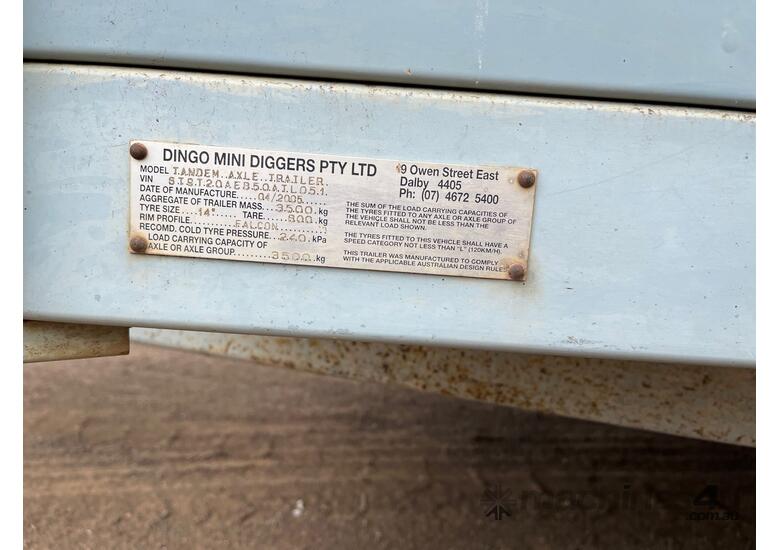 DINGO MINI DIGGERS PTY LTD
19 Owen Street East
Dalby 4405
Ph: (07) 4672 5400
MODEL TANDEM AXLE TRAILER
VIN
DATE OF MANUFACTURE 04/2005
AGGREGATE OF TRAILER MASS 3500 kg
TYRE SIZE 14" TARE 800 kg
RIM PROFILE FALCON
RECOMD. COLD TYRE PRESSURE 240 kPa
LOAD CARRYING CAPACITY OF
AXLE OR AXLE GROUP 3500 kg
THE SUM OF THE LOAD CARRYING CAPACITIES OF
THE TYRES FITTED TO ANY AXLE OR AXLE GROUP OF
THE VEHICLE SHALL NOT BE LESS THAN THE
RELEVANT LOAD SHOWN.
THE TYRES FITTED TO THIS VEHICLE SHALL HAVE A
SPEED CATEGORY NOT LESS THAN "L" (120KM/H).
THIS TRAILER WAS MANUFACTURED TO COMPLY
WITH THE APPLICABLE AUSTRALIAN DESIGN RULES
machines4u
.com.au